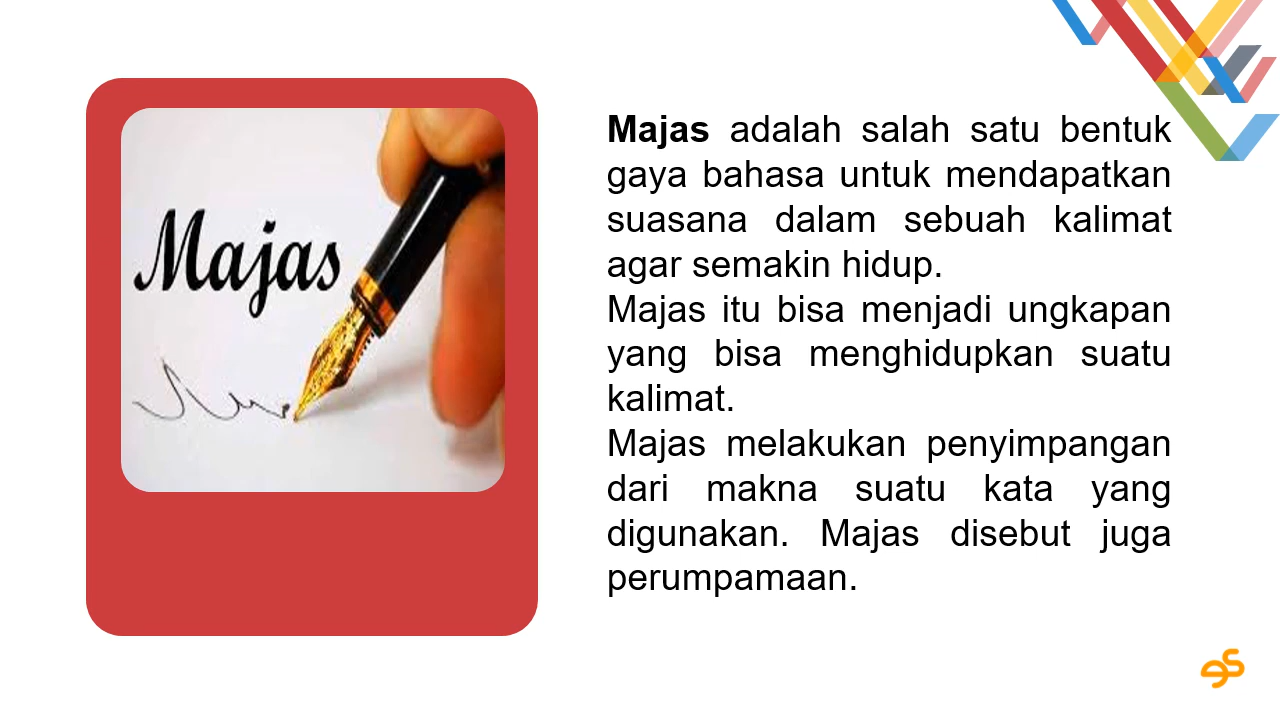 Majas
Majas adalah salah satu bentuk
gaya bahasa untuk mendapatkan
suasana dalam sebuah kalimat
agar semakin hidup.
Majas itu bisa menjadi ungkapan
yang bisa menghidupkan suatu
kalimat.
Majas melakukan penyimpangan
dari makna suatu kata yang
digunakan. Majas disebut juga
perumpamaan.